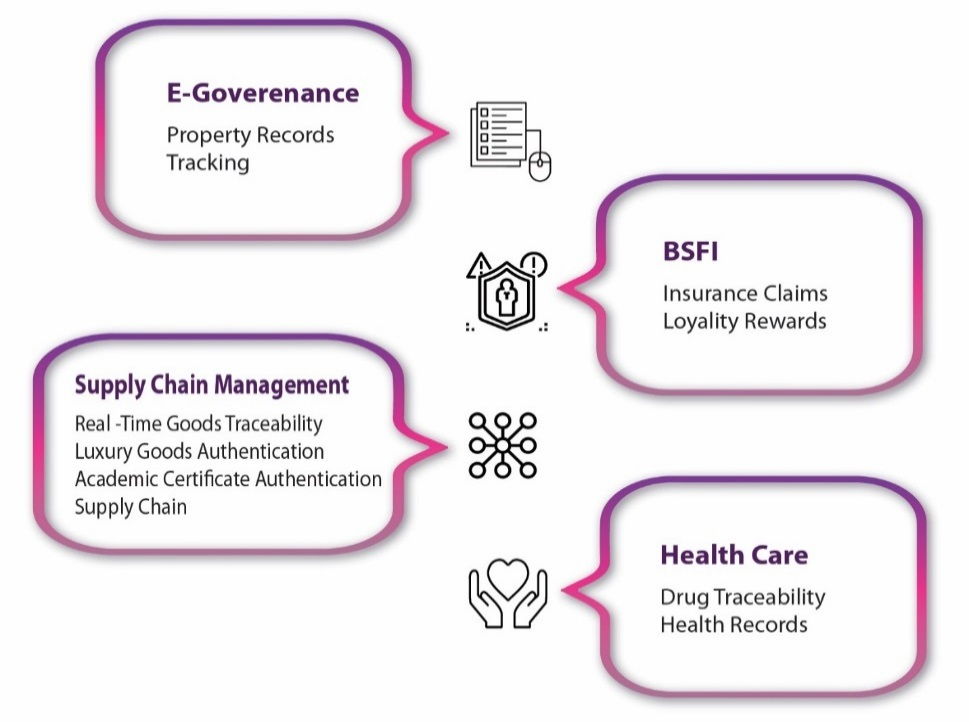 E-Goverenance
Property Records
Tracking
BSFI
Insurance Claims
Loyality Rewards
Supply Chain Management
Real -Time Goods Traceability
Luxury Goods Authentication
Academic Certificate Authentication
Supply Chain
Health Care
Drug Traceability
Health Records